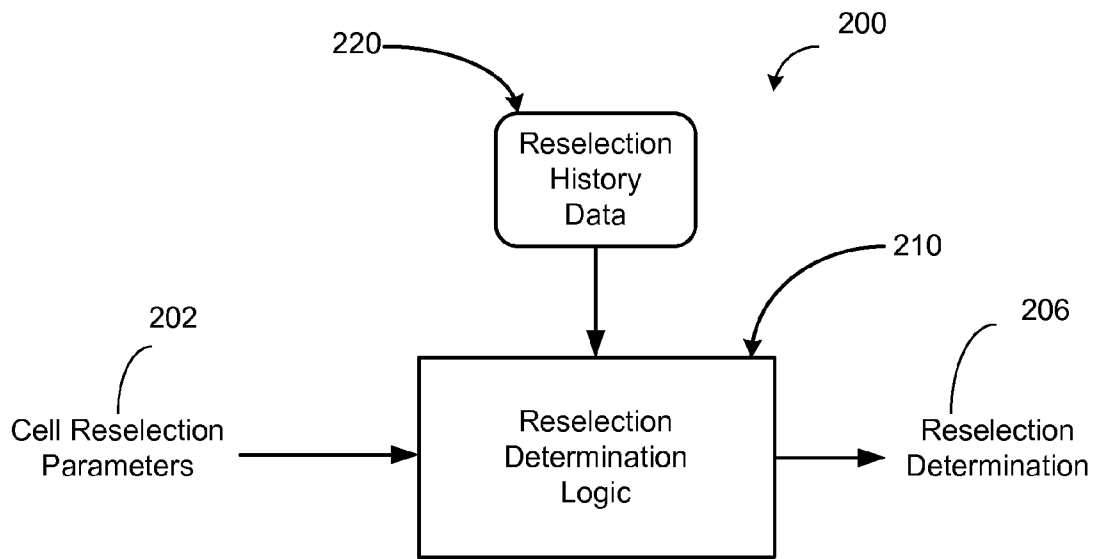 220
200
Reselection
History
Data
210
202
206
Cell Reselection
Parameters
Reselection
Determination
Logic
Reselection
Determination